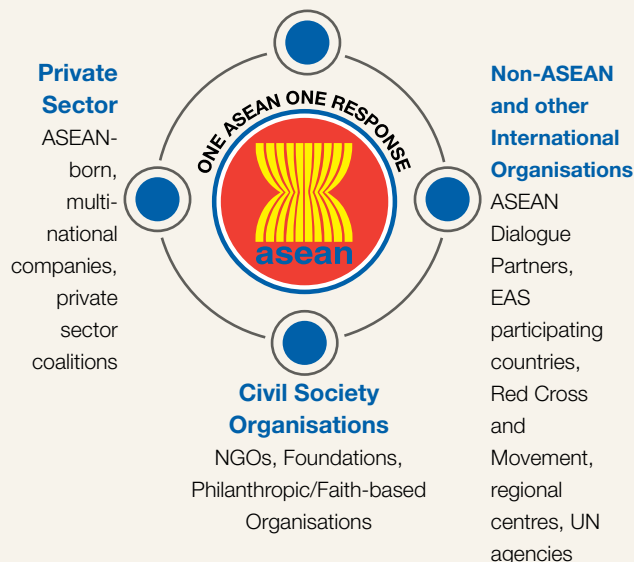 ONE ASEAN ONE RESPONSE
asean
Private
Sector
ASEAN-
born,
multi-
national
companies,
private
sector
coalitions
Non-ASEAN
and other
International
Organisations
ASEAN
Dialogue
Partners,
EAS
participating
countries,
Red Cross
and
Movement,
regional
centres, UN
agencies
Civil Society
Organisations
NGOs, Foundations,
Philanthropic/Faith-based
Organisations